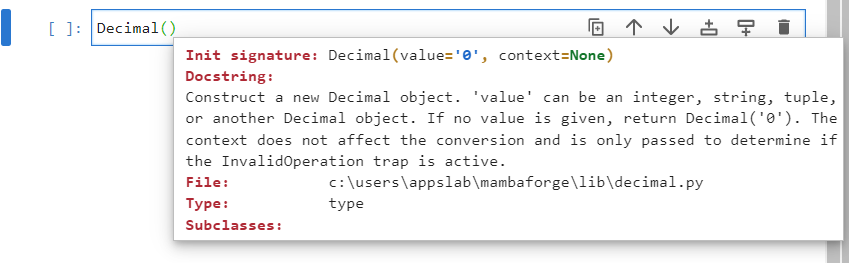 [ ]: Decimal()
Init signature: Decimal(value='0', context=None)
Docstring:
Construct a new Decimal object. 'value' can be an integer, string, tuple,
or another Decimal object. If no value is given, return Decimal('0'). The
context does not affect the conversion and is only passed to determine if
the InvalidOperation trap is active.
File: c:\users\appslab\mambaforge\lib\decimal.py
Type: type
Subclasses: